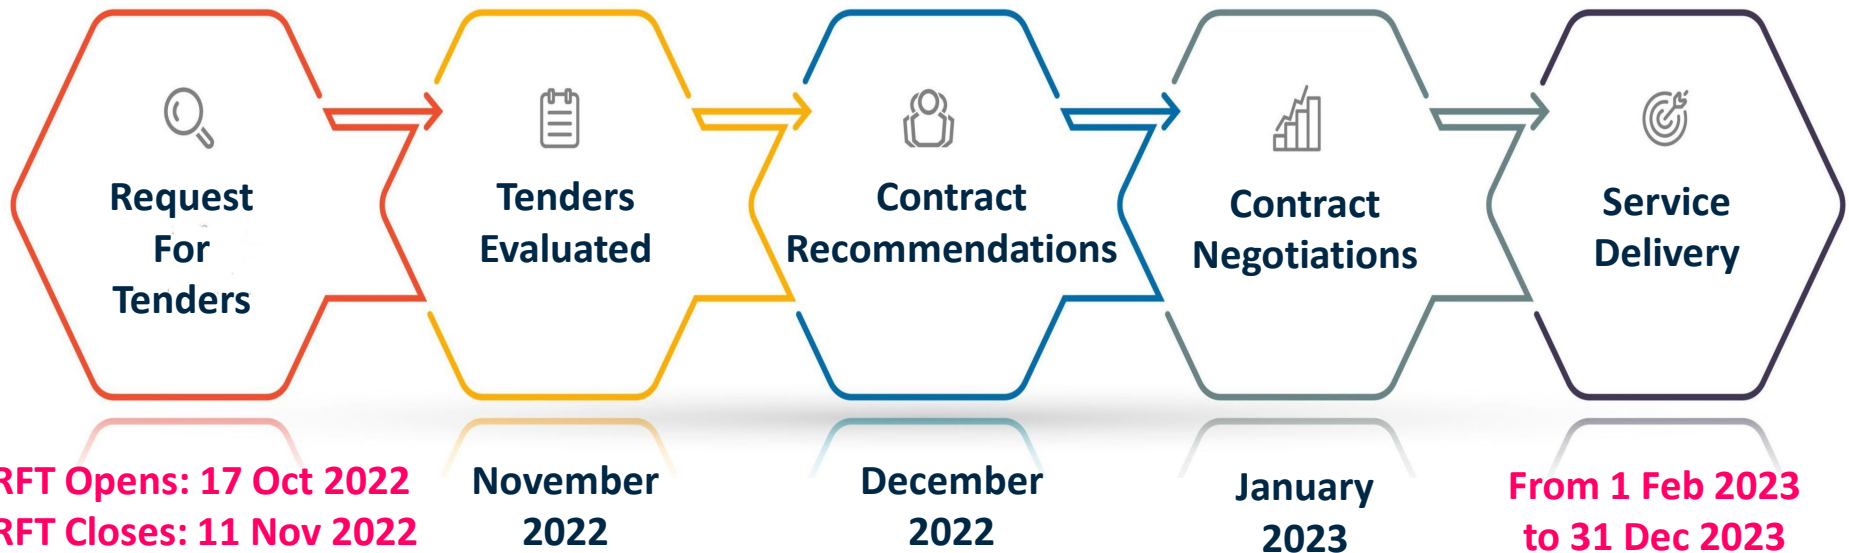 Request
For
Tenders
Tenders
Evaluated
Contract
Recommendations
Contract
Negotiations
Service
Delivery
RFT Opens: 17 Oct 2022
RFT Closes: 11 Nov 2022
November
2022
December
2022
January
2023
From 1 Feb 2023
to 31 Dec 2023